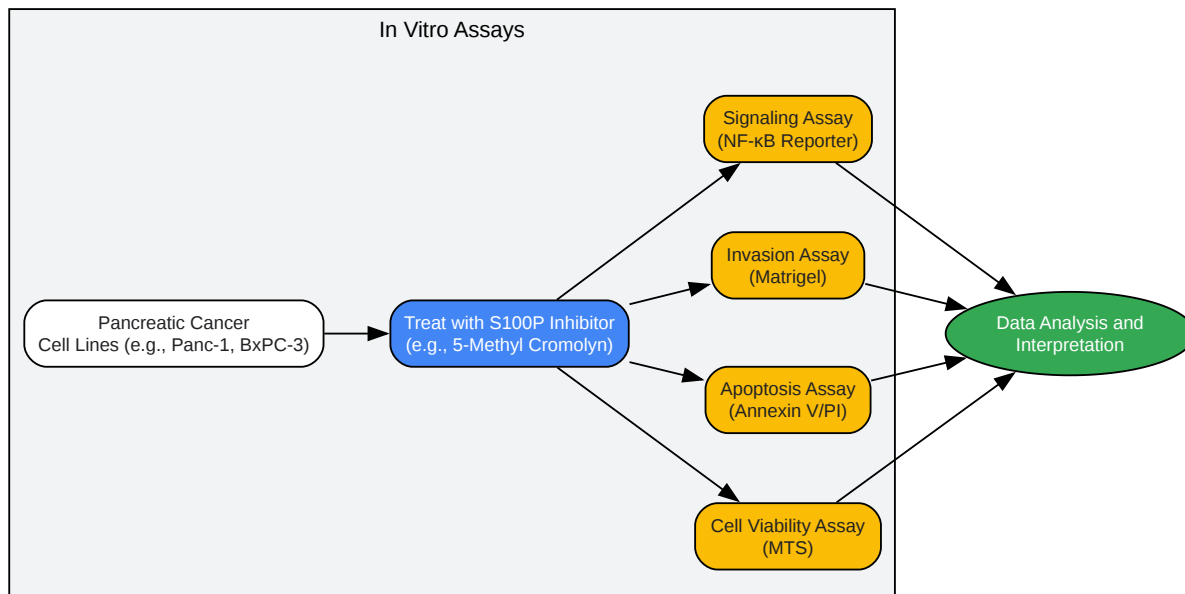 In Vitro Assays
Signaling Assay
(NF-κB Reporter)
Invasion Assay
(Matrigel)
Pancreatic Cancer
Cell Lines (e.g., Panc-1, BxPC-3)
Treat with S100P Inhibitor
(e.g., 5-Methyl Cromolyn)
Data Analysis and
Interpretation
Apoptosis Assay
(Annexin V/PI)
Cell Viability Assay
(MTS)